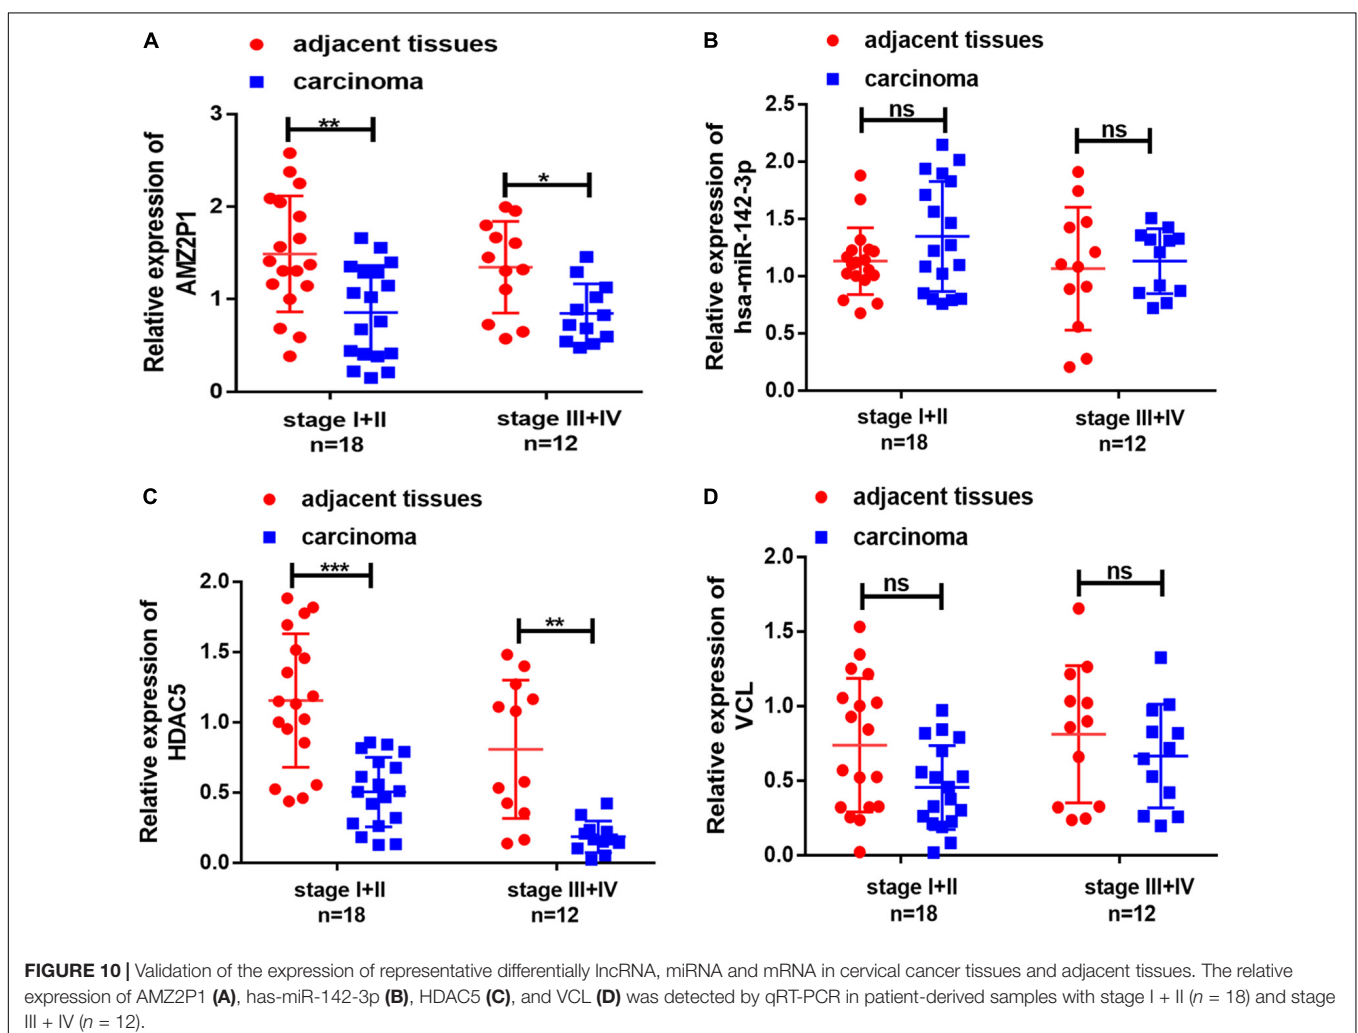 A
adjacent tissues
carcinoma
Relative expression of
AMZ2P1
3
2
1
0
**
*
stage I+II
n=18
stage III+IV
n=12
B
adjacent tissues
carcinoma
Relative expression of
hsa-miR-142-3p
2.5
2.0
1.5
1.0
0.5
0.0
ns
ns
stage I+II
n=18
stage III+IV
n=12
C
adjacent tissues
carcinoma
Relative expression of
HDAC5
2.0
1.5
1.0
0.5
0.0
***
**
stage I+II
n=18
stage III+IV
n=12
D
adjacent tissues
carcinoma
Relative expression of
VCL
2.0
1.5
1.0
0.5
0.0
ns
ns
stage I+II
n=18
stage III+IV
n=12
FIGURE 10 | Validation of the expression of representative differentially lncRNA, miRNA and mRNA in cervical cancer tissues and adjacent tissues. The relative
expression of AMZ2P1 (A), has-miR-142-3p (B), HDAC5 (C), and VCL (D) was detected by qRT-PCR in patient-derived samples with stage I + II (n = 18) and stage
III + IV (n = 12).